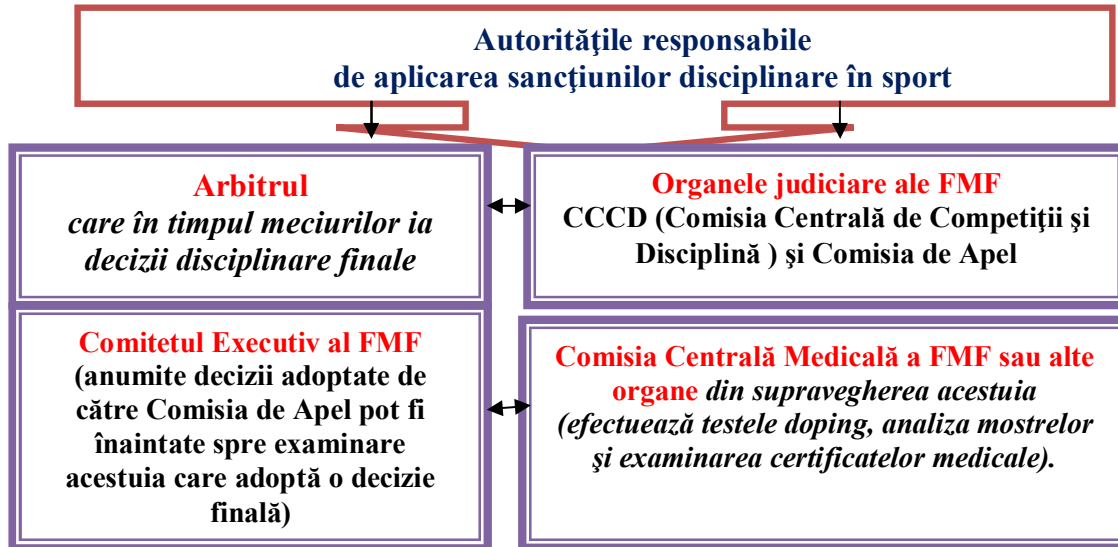 Autorităţile responsabile
de aplicarea sancţiunilor disciplinare în sport
Arbitrul
care în timpul meciurilor ia
decizii disciplinare finale
Organele judiciare ale FMF
CCCD (Comisia Centrală de Competiţii şi
Disciplină ) şi Comisia de Apel
Comitetul Executiv al FMF
(anumite decizii adoptate de
către Comisia de Apel pot fi
înaintate spre examinare
acestuia care adoptă o decizie
finală)
Comisia Centrală Medicală a FMF sau alte
organe din supravegherea acestuia
(efectuează testele doping, analiza mostrelor
şi examinarea certificatelor medicale).